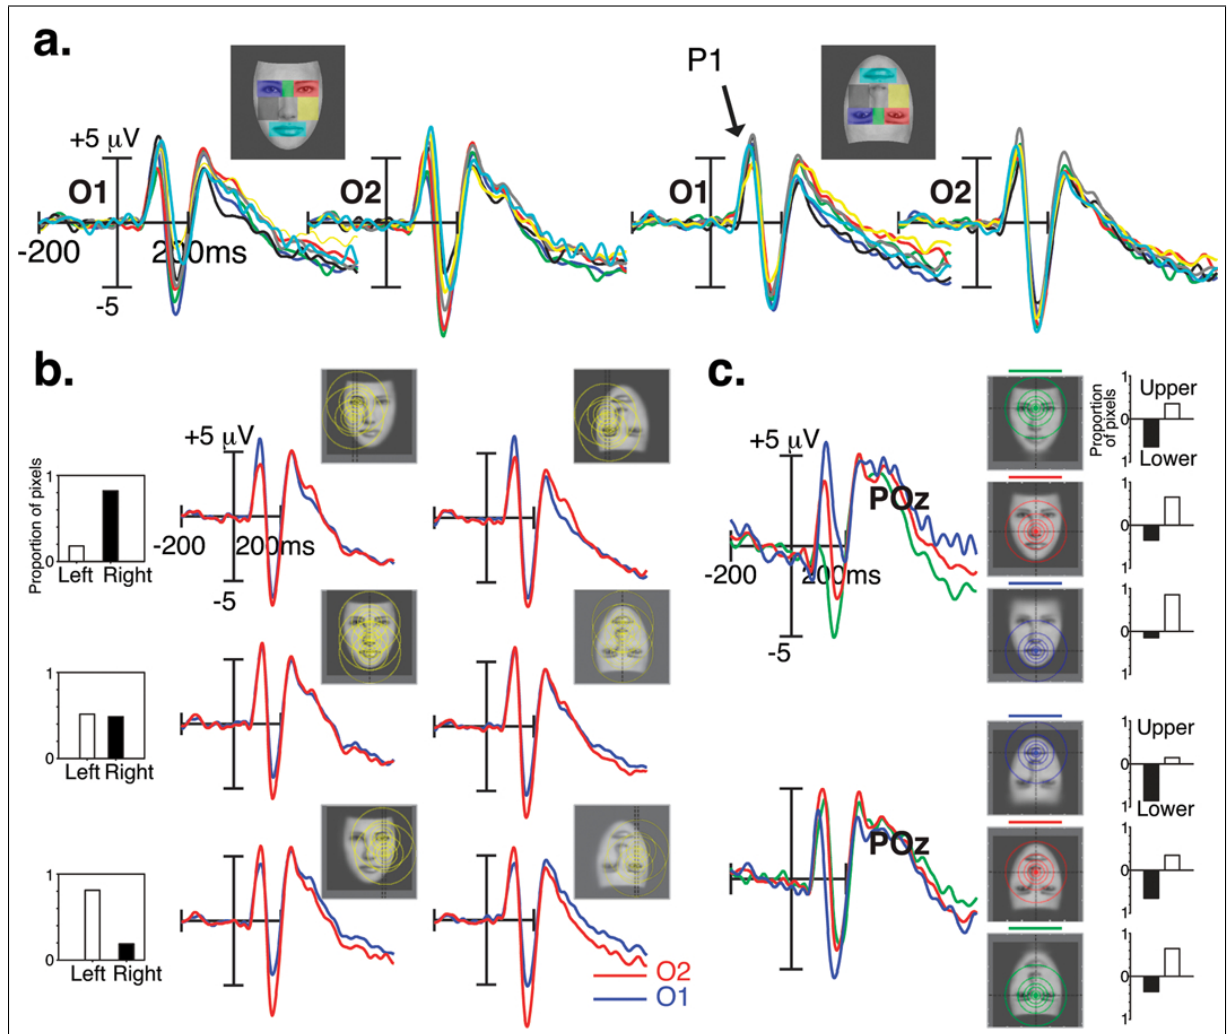 a.
P1
+5 µV
O1
O2
O1
O2
-200
200ms
-5
b.
+5 µV
Proportion of pixels
1
0
Left Right
-200
200ms
-5
1
0
Left Right
1
0
Left Right
O2
O1
c.
+5 µV
POz
-200
200ms
-5
Proportion
of pixels
1
Upper
0
Lower
1
1
0
1
1
0
1
POz
1
Upper
0
Lower
1
1
0
1
1
0
1